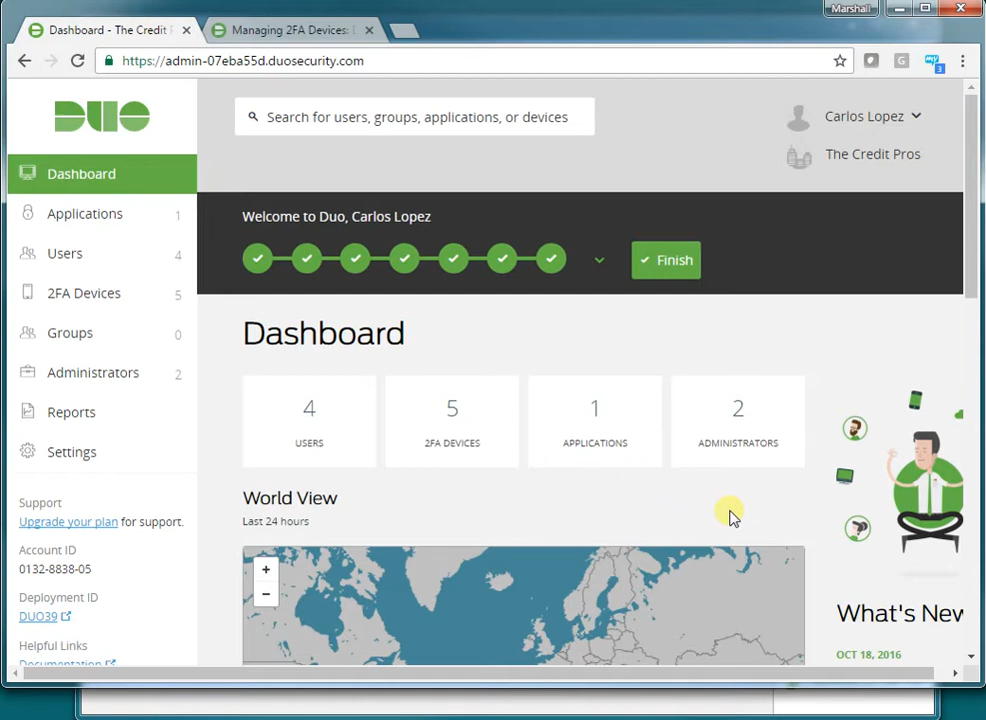 Marshall
Dashboard - The Credit
Managing 2FA Devices:
https://admin-07eba55d.duosecurity.com
3
DUO
Search for users, groups, applications, or devices
Carlos Lopez
The Credit Pros
Dashboard
Applications 1
Users 4
2FA Devices 5
Groups 0
Administrators 2
Reports
Settings
Support
Upgrade your plan for support.
Account ID
0132-8838-05
Deployment ID
DUO39
Helpful Links
Documentation
Welcome to Duo, Carlos Lopez
Finish
Dashboard
4
USERS
5
2FA DEVICES
1
APPLICATIONS
2
ADMINISTRATORS
World View
Last 24 hours
+
−
What's New
OCT 18, 2016